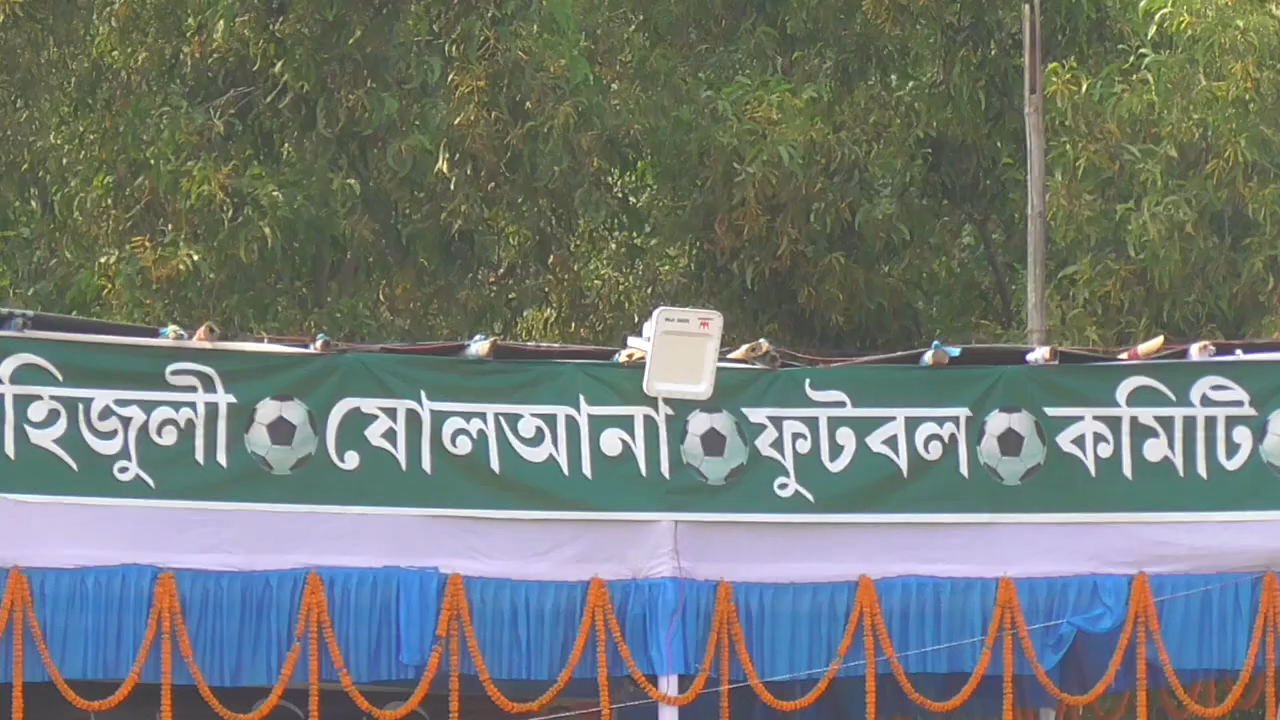 হিজুলী ষোলআনা ফুটবল কমিটি